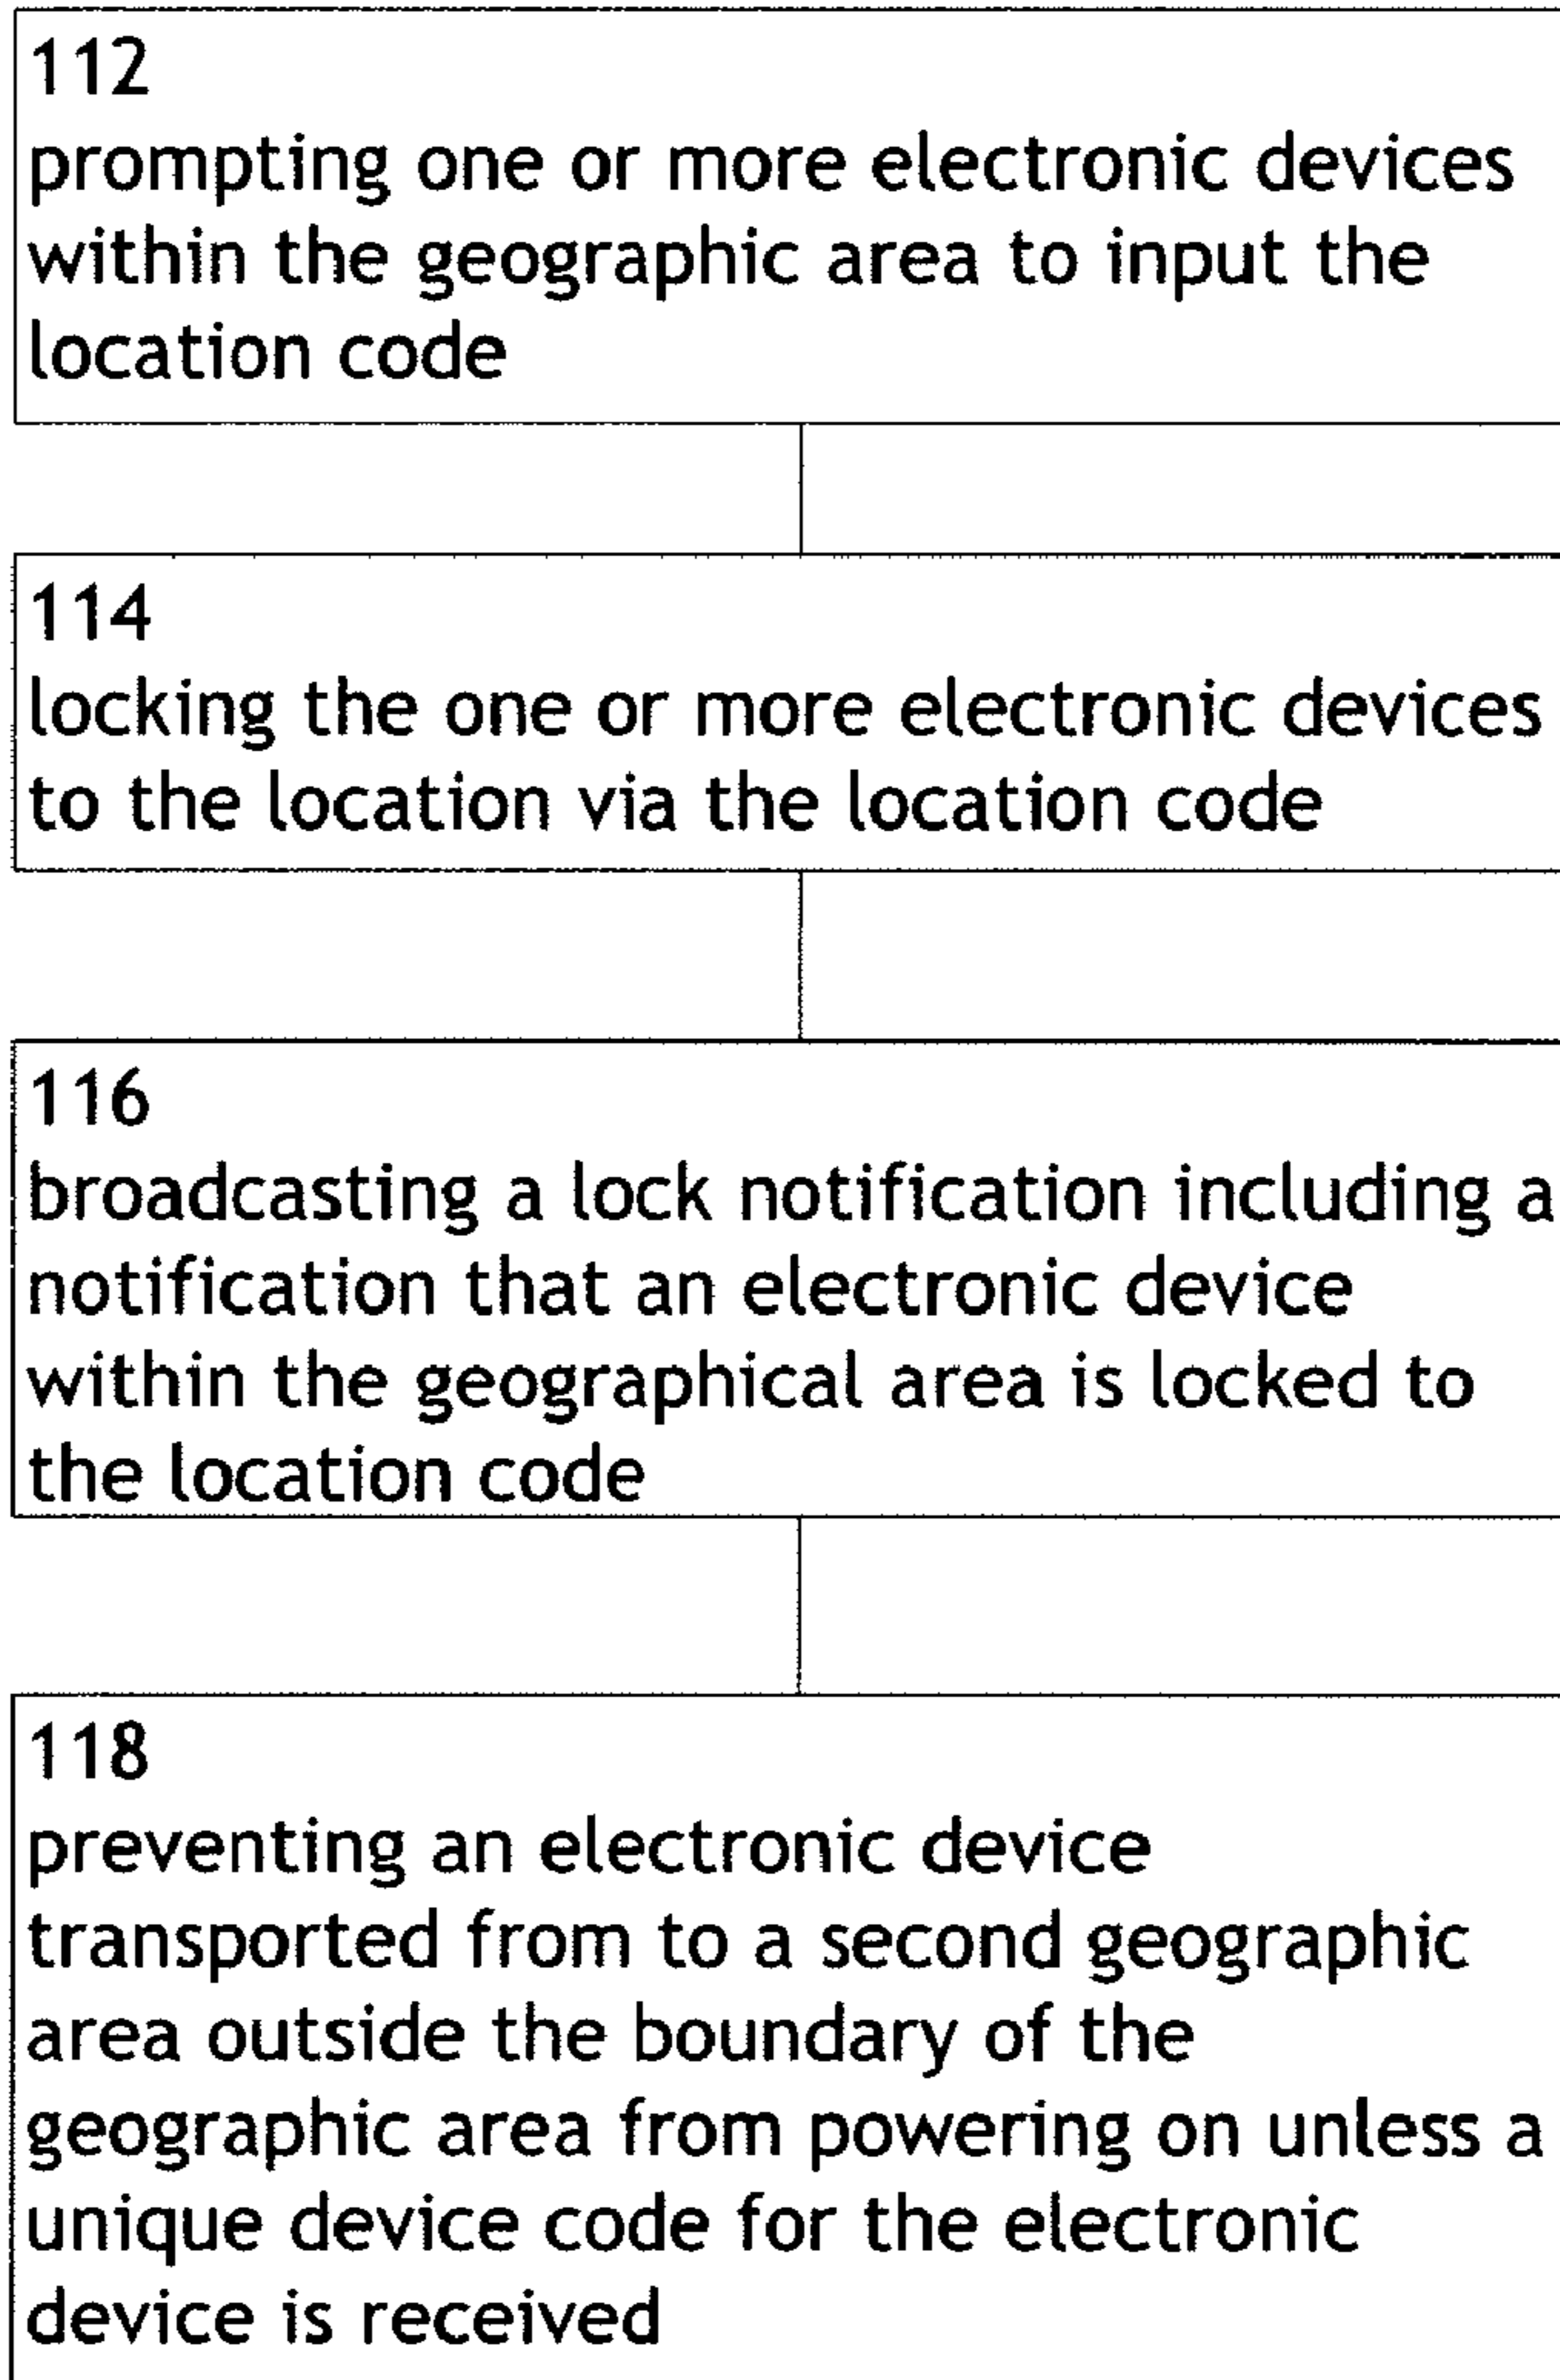 112
prompting one or more electronic devices
within the geographic area to input the
location code
114
locking the one or more electronic devices
to the location via the location code
116
broadcasting a lock notification including a
notification that an electronic device
within the geographical area is locked to
the location code
118
preventing an electronic device
transported from to a second geographic
area outside the boundary of the
geographic area from powering on unless a
unique device code for the electronic
device is received